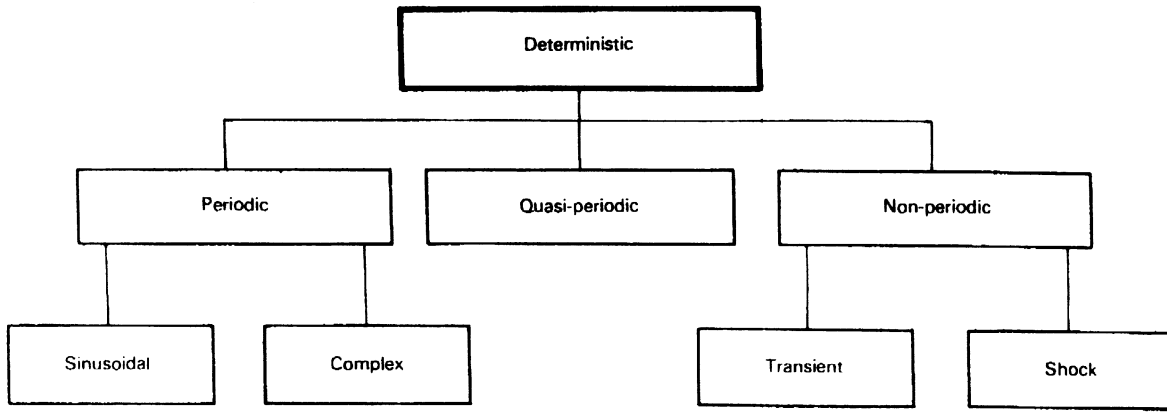 Deterministic
Periodic
Quasi-periodic
Non-periodic
Sinusoidal
Complex
Transient
Shock